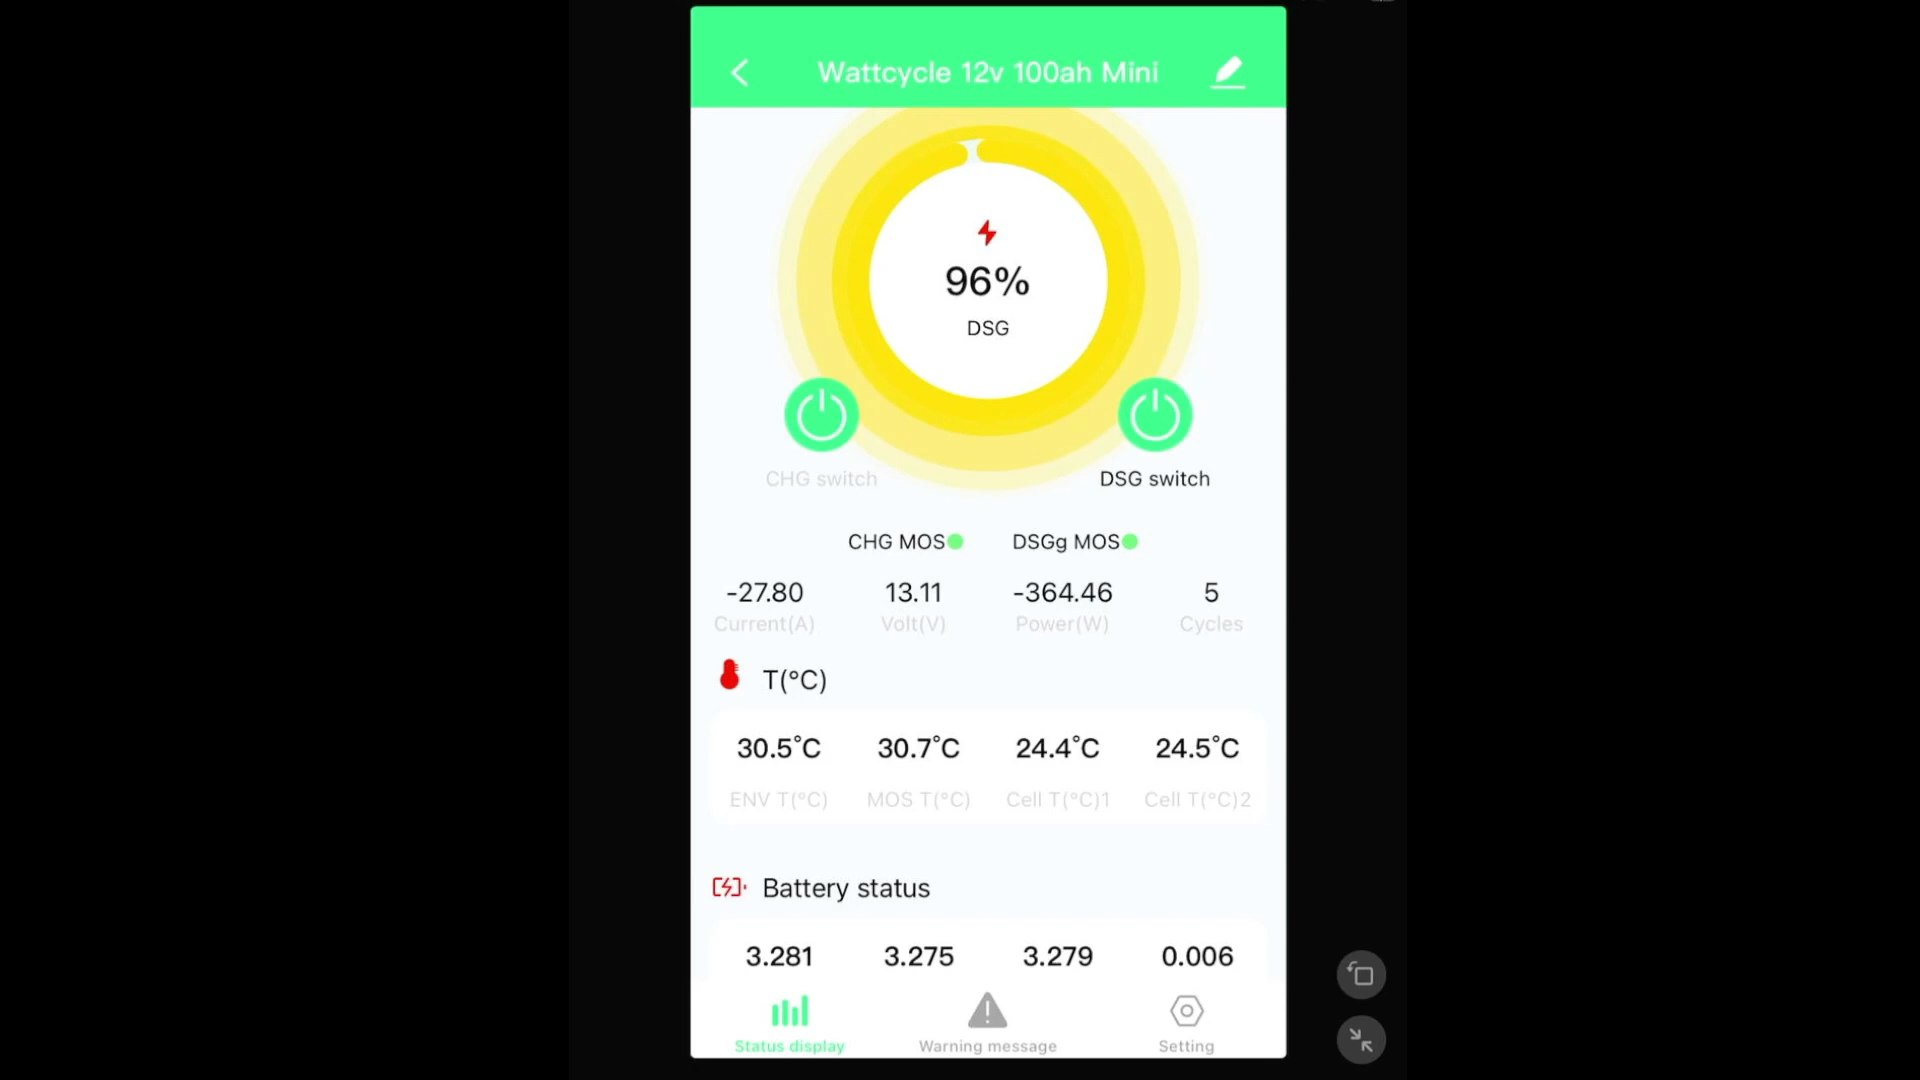 Wattcycle 12v 100ah Mini
96%
DSG
CHG switch
DSG switch
CHG MOS
DSGg MOS
-27.80 13.11 -364.46 5
Current(A) Volt(V) Power(W) Cycles
T(°C)
30.5°C 30.7°C 24.4°C 24.5°C
ENV T(°C) MOS T(°C) Cell T(°C)1 Cell T(°C)2
Battery status
3.281 3.275 3.279 0.006
Status display Warning message Setting